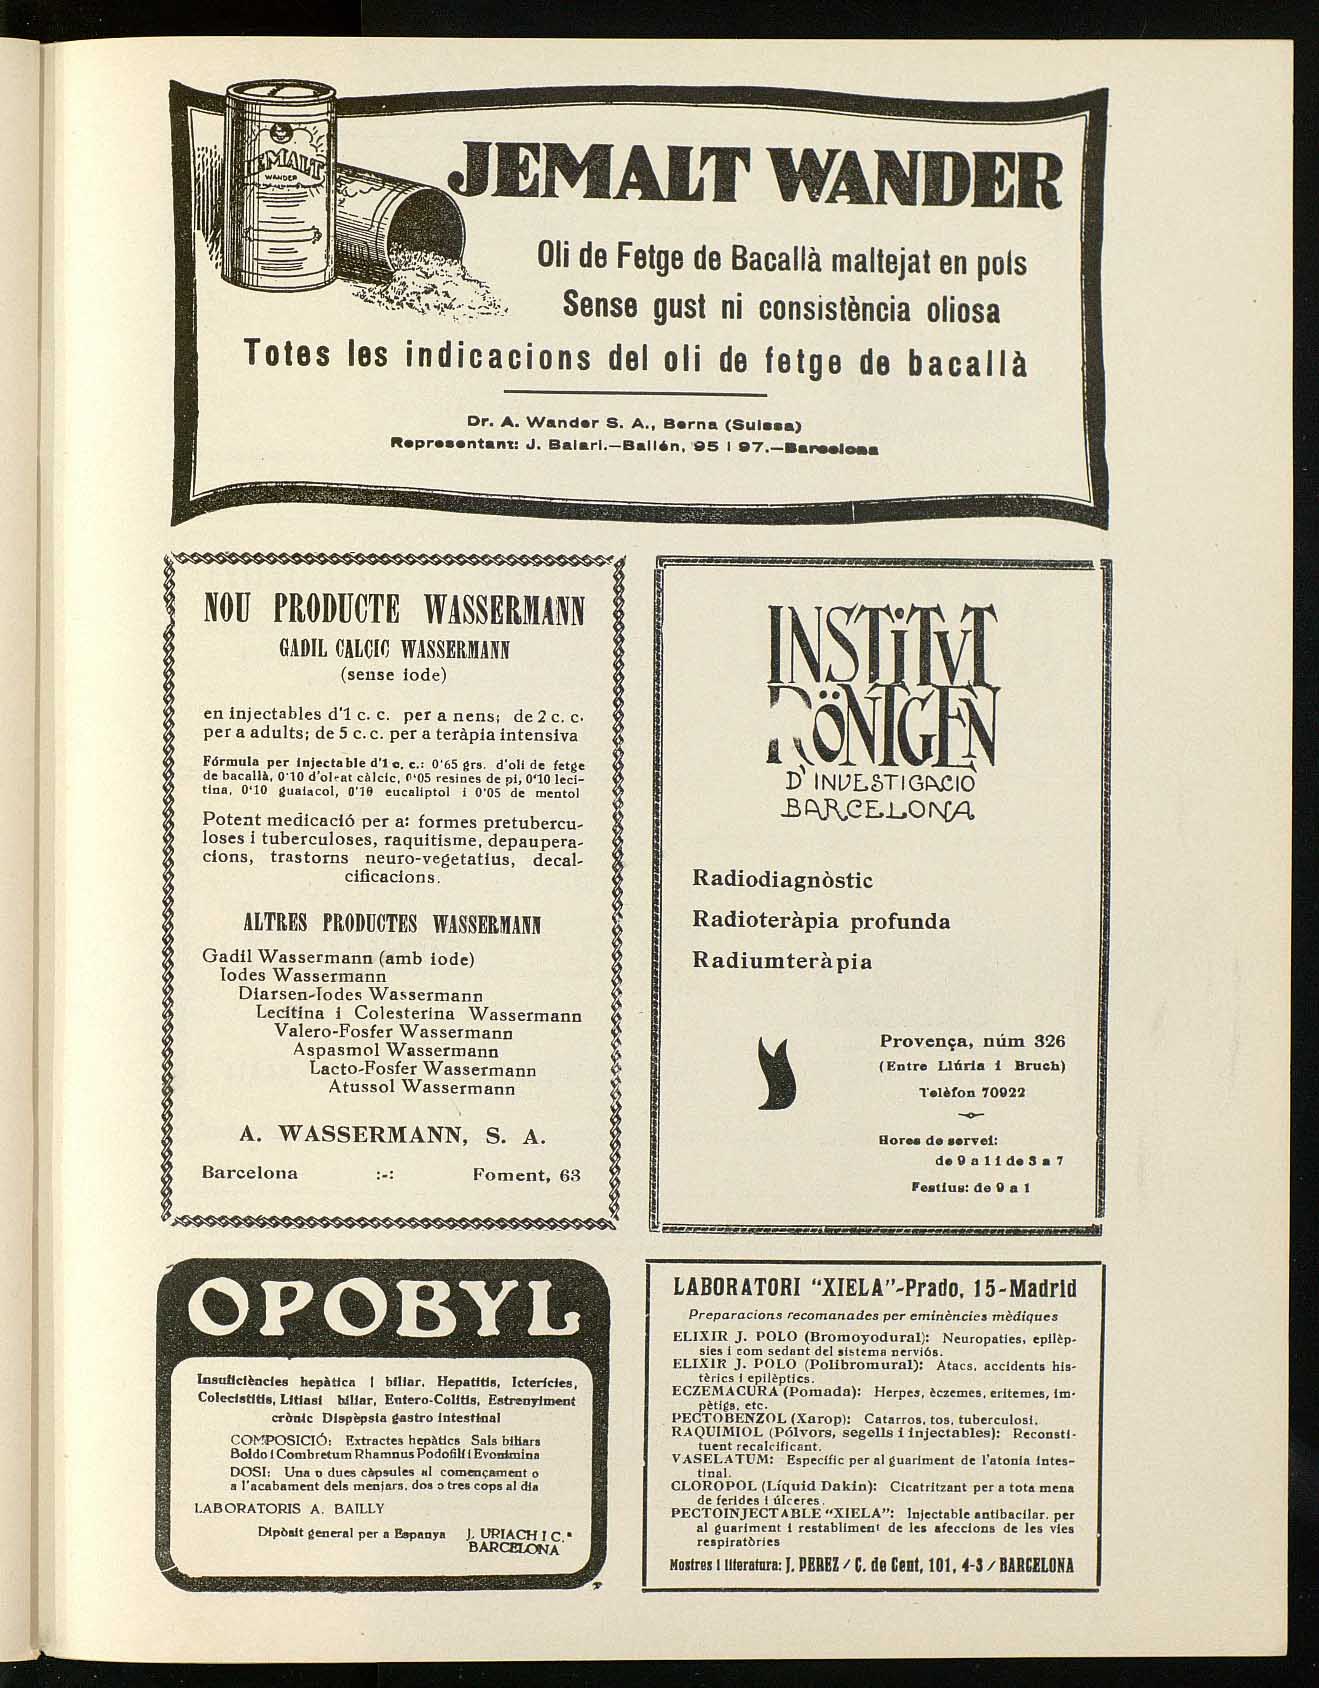 JEMALT
WANDER
JEMALT WANDER
Oli de Fetge de Bacallà maltejat en pols
Sense gust ni consistència oliosa
Totes les indicacions del oli de fetge de bacallà
Dr. A. Wander S. A., Berna (Suissa)
Representant: J. Balari.—Bailén, 95 i 97.—Barcelona
NOU PRODUCTE WASSERMANN
GADIL CALCIC WASSERMANN
(sense iode)
en injectables d'1 c. c. per a nens; de 2 c. c.
per a adults; de 5 c. c. per a teràpia intensiva
Fórmula per injectable d'1 c. c.: 0'65 grs. d'oli de fetge
de bacallà, 0'10 d'oleat càlcic, 0'05 resines de pi, 0'10 leci-
tina, 0'10 guaiacol, 0'10 eucaliptol i 0'05 de mentol
Potent medicació per a: formes pretubercu-
loses i tuberculoses, raquitisme, depaupera-
cions, trastorns neuro-vegetatius, decal-
cificacions.
ALTRES PRODUCTES WASSERMANN
Gadil Wassermann (amb iode)
Iodes Wassermann
Diarsen-Iodes Wassermann
Lecitina i Colesterina Wassermann
Valero-Fosfer Wassermann
Aspasmol Wassermann
Lacto-Fosfer Wassermann
Atussol Wassermann
A. WASSERMANN, S. A.
Barcelona :-: Foment, 63
INSTiTVT
RÖNTGEN
D'INVESTIGACIO
BARCELONA
Radiodiagnòstic
Radioteràpia profunda
Radiumteràpia
Provença, núm 326
(Entre Llúria i Bruch)
Telèfon 70922
Hores de servei:
de 9 a 1 i de 3 a 7
Festius: de 9 a 1
OPOBYL
Insuficiències hepàtica i biliar, Hepatitis, Icterícies,
Colecistitis, Litiasi biliar, Entero-Colitis, Estrenyiment
crònic Dispèpsia gastro intestinal
COMPOSICIÓ: Extractes hepàtics Sals biliars
Boldo i Combretum Rhamnus Podofilli i Evonimina
DOSI: Una o dues càpsules al començament o
a l'acabament dels menjars, dos o tres cops al dia
LABORATORIS A. BAILLY
Dipòsit general per a Espanya J. URIACH I C.ª
BARCELONA
LABORATORI "XIELA"-Prado, 15-Madrid
Preparacions recomanades per eminències mèdiques
ELIXIR J. POLO (Bromoyodural): Neuropaties, epilèp-
sies i com sedant del sistema nerviós.
ELIXIR J. POLO (Polibromural): Atacs, accidents his-
tèrics i epilèptics.
ECZEMACURA (Pomada): Herpes, èczemes, eritemes, im-
pètigs, etc.
PECTOBENZOL (Xarop): Catarros, tos, tuberculosi.
RAQUIMIOL (Pólvors, segells i injectables): Reconsti-
tuent recalcificant.
VASELATUM: Específic per al guariment de l'atonia intes-
tinal.
CLOROPOL (Líquid Dakin): Cicatritzant per a tota mena
de ferides i úlceres.
PECTOINJECTABLE "XIELA": Injectable antibacilar, per
al guariment i restabliment de les afeccions de les vies
respiratòries
Mostres i literatura: J. PEREZ / C. de Cent, 101, 4-3 / BARCELONA